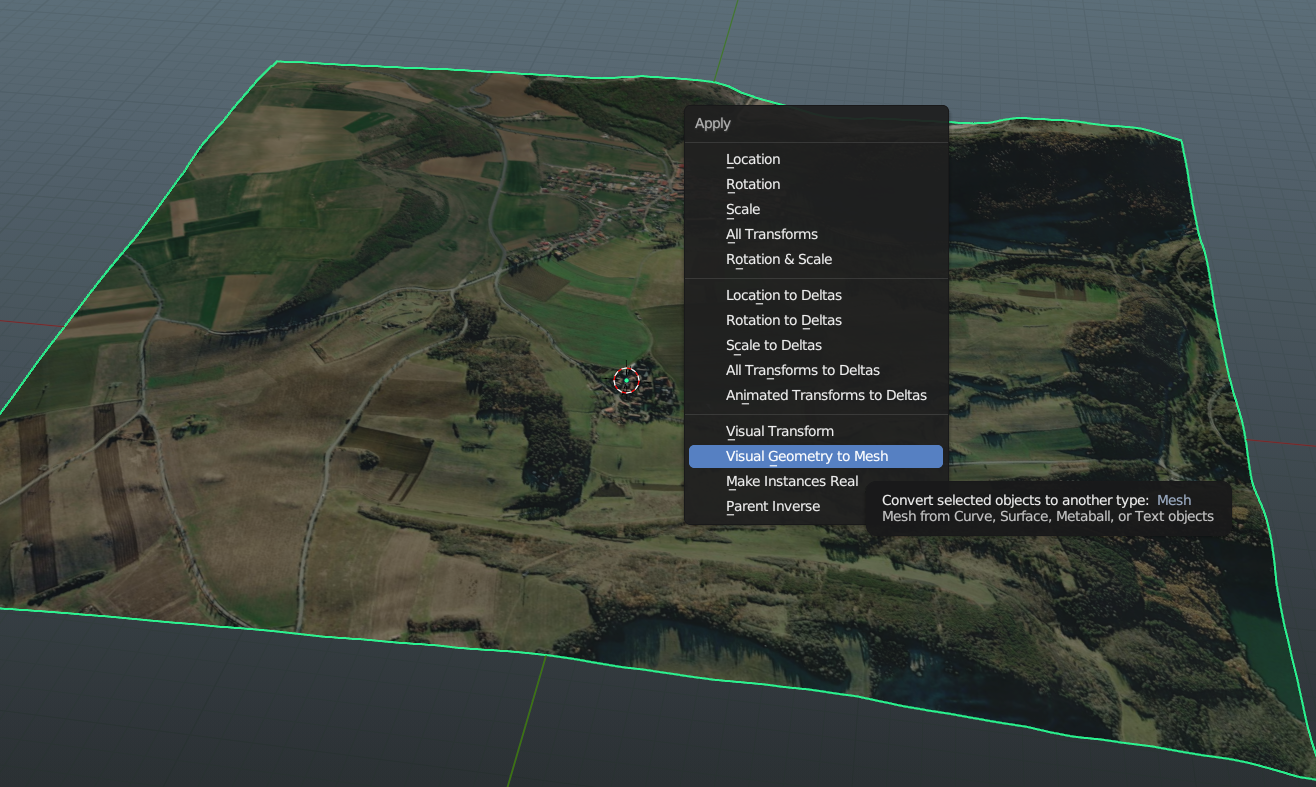 Apply
Location
Rotation
Scale
All Transforms
Rotation & Scale
Location to Deltas
Rotation to Deltas
Scale to Deltas
All Transforms to Deltas
Animated Transforms to Deltas
Visual Transform
Visual Geometry to Mesh
Make Instances Real
Parent Inverse
Convert selected objects to another type: Mesh
Mesh from Curve, Surface, Metaball, or Text objects